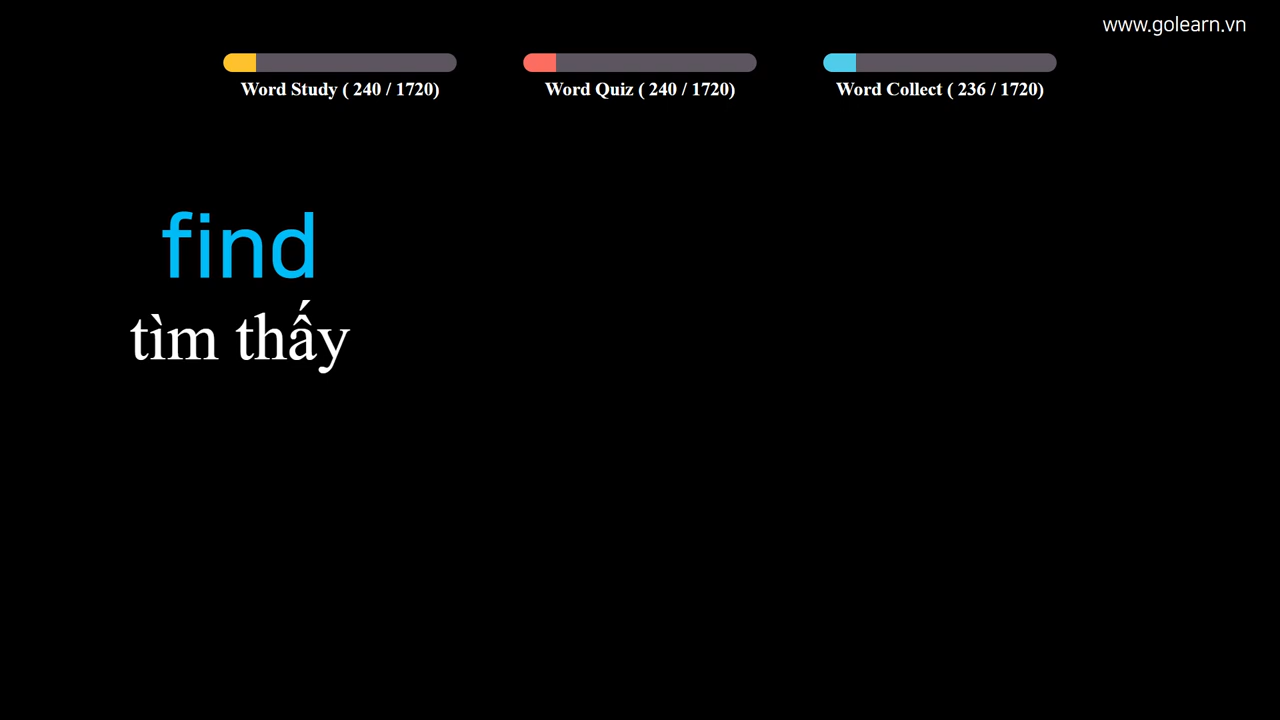 www.golearn.vn
Word Study ( 240 / 1720)
Word Quiz ( 240 / 1720)
Word Collect ( 236 / 1720)
find
tìm thấy